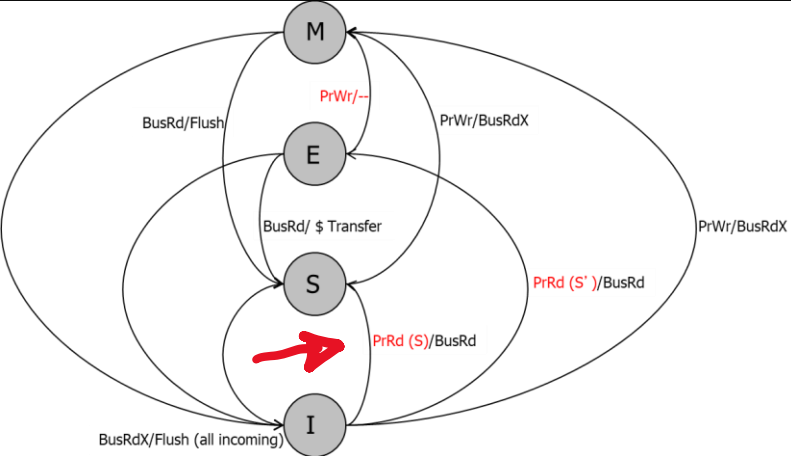 M
PrWr/--
BusRd/Flush
PrWr/BusRdX
E
BusRd/ $ Transfer
PrWr/BusRdX
S
PrRd (S')/BusRd
PrRd (S)/BusRd
I
BusRdX/Flush (all incoming)